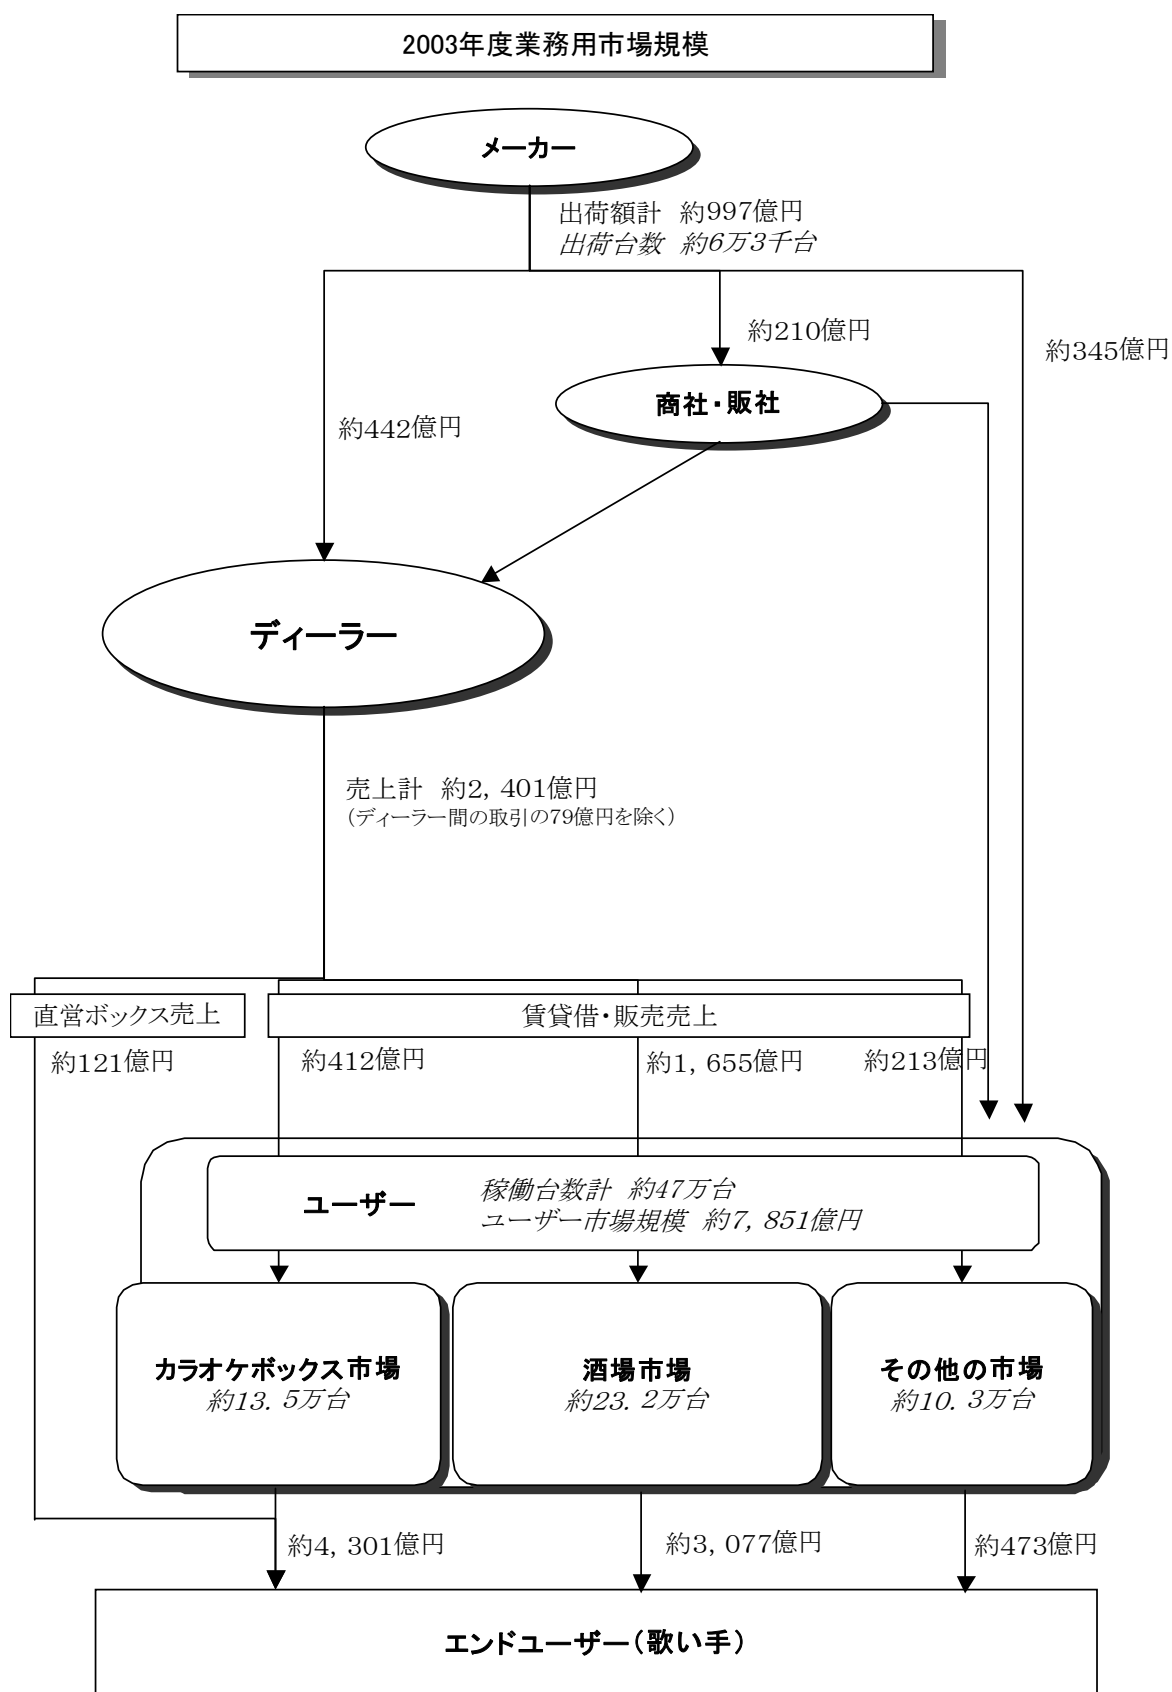 2003年度業務用市場規模
メーカー
出荷額計　約997億円
出荷台数　約6万3千台
約210億円
約345億円
商社・販社
約442億円
ディーラー
売上計　約2，401億円
（ディーラー間の取引の79億円を除く）
直営ボックス売上
賃貸借・販売売上
約121億円
約412億円
約1，655億円
約213億円
ユーザー
稼働台数計　約47万台
ユーザー市場規模　約7，851億円
カラオケボックス市場
約13．5万台
酒場市場
約23．2万台
その他の市場
約10．3万台
約4，301億円
約3，077億円
約473億円
エンドユーザー（歌い手）